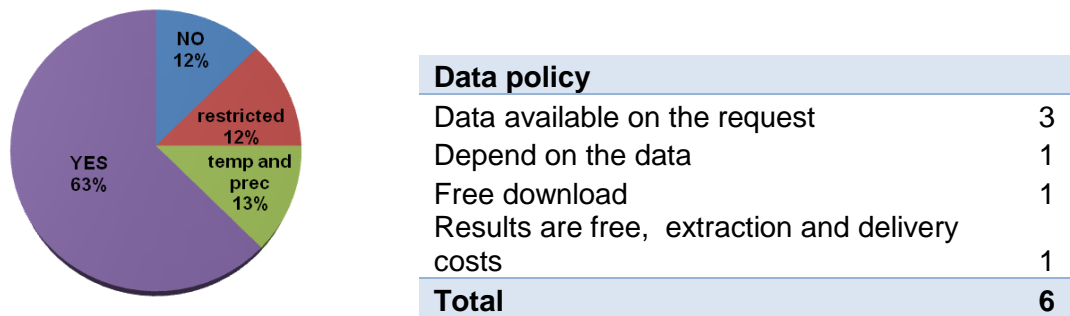 NO
12%
restricted
12%
temp and
prec
13%
YES
63%
Data policy
Data available on the request 3
Depend on the data 1
Free download 1
Results are free, extraction and delivery
costs 1
Total 6